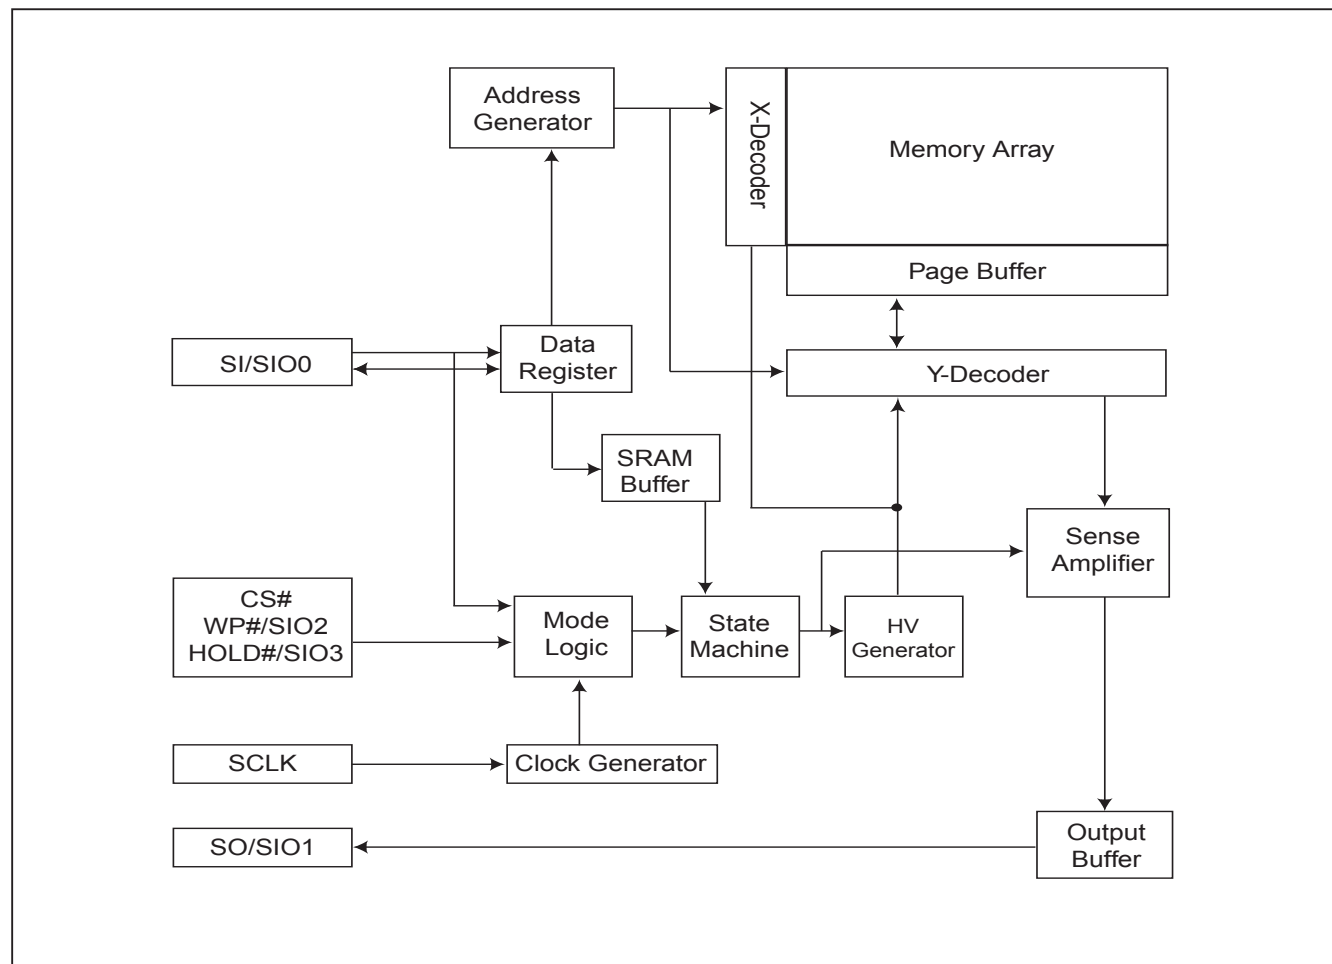 Address
Generator
X-Decoder
Memory Array
Page Buffer
SI/SIO0
Data
Register
Y-Decoder
SRAM
Buffer
Sense
Amplifier
CS#
WP#/SIO2
HOLD#/SIO3
Mode
Logic
State
Machine
HV
Generator
SCLK
Clock Generator
SO/SIO1
Output
Buffer